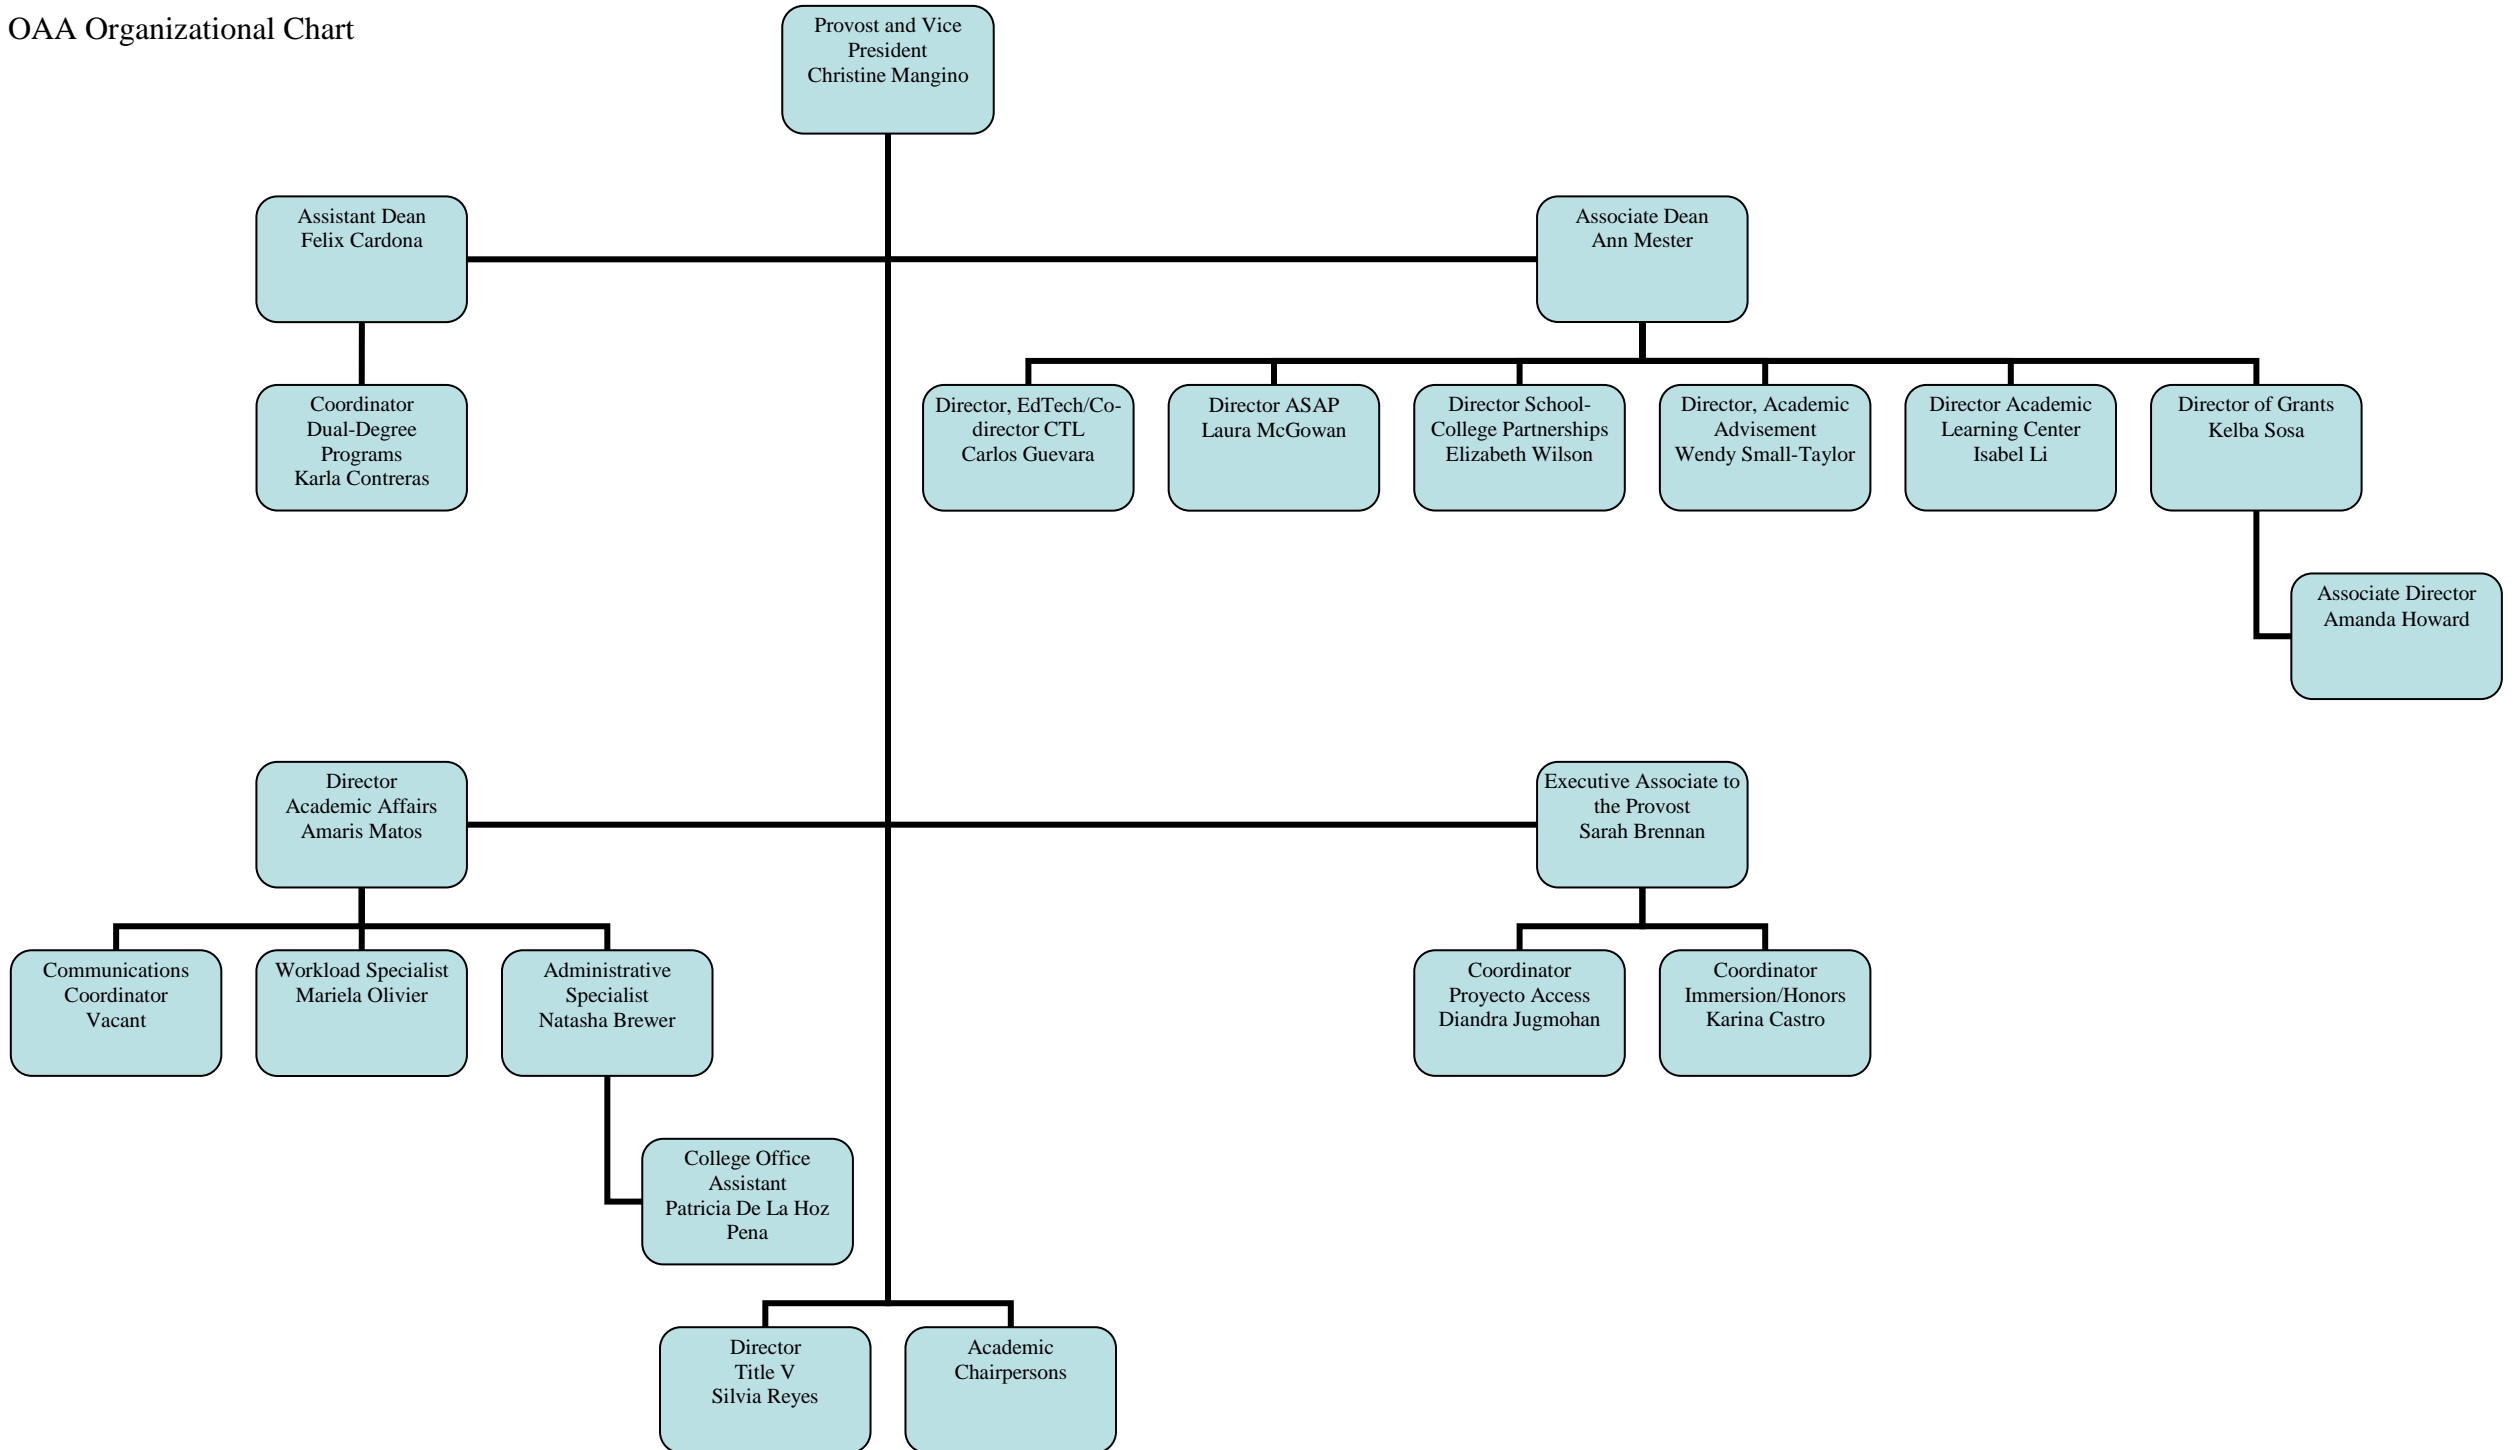 OAA Organizational Chart
Provost and Vice
President
Christine Mangino
Assistant Dean
Felix Cardona
Associate Dean
Ann Mester
Coordinator
Dual-Degree
Programs
Karla Contreras
Director, EdTech/Co-
director CTL
Carlos Guevara
Director ASAP
Laura McGowan
Director School-
College Partnerships
Elizabeth Wilson
Director, Academic
Advisement
Wendy Small-Taylor
Director Academic
Learning Center
Isabel Li
Director of Grants
Kelba Sosa
Associate Director
Amanda Howard
Director
Academic Affairs
Amaris Matos
Executive Associate to
the Provost
Sarah Brennan
Communications
Coordinator
Vacant
Workload Specialist
Mariela Olivier
Administrative
Specialist
Natasha Brewer
Coordinator
Proyecto Access
Diandra Jugmohan
Coordinator
Immersion/Honors
Karina Castro
College Office
Assistant
Patricia De La Hoz
Pena
Director
Title V
Silvia Reyes
Academic
Chairpersons